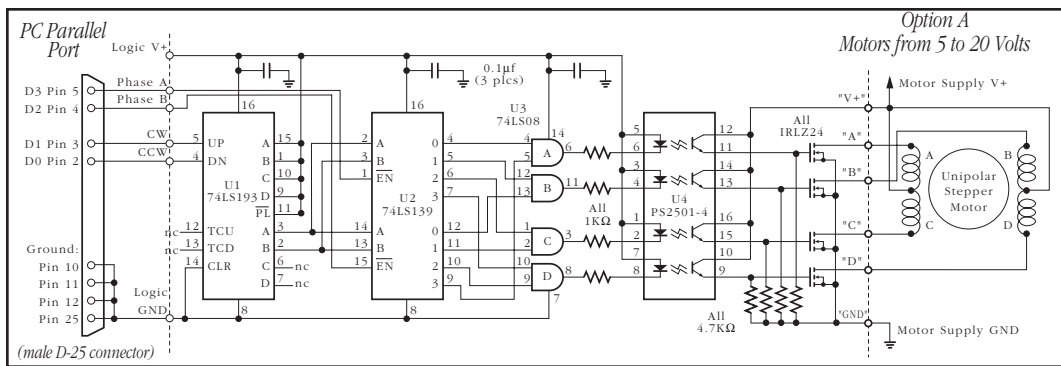 PC Parallel
Port
Logic V+
D3 Pin 5
Phase A
D2 Pin 4
Phase B
D1 Pin 3
CW
D0 Pin 2
CCW
Ground:
Pin 10
Pin 11
Pin 12
Pin 25
Logic
GND
(male D-25 connector)
16
5
UP
A
15
4
DN
B
1
C
10
U1
74LS193
D
9
PL
11
nc
12
TCU
A
3
nc
13
TCD
B
2
14
CLR
C
6
nc
D
7
nc
8
0.1µf
(3 plcs)
16
2
A
0
4
3
B
1
5
1
EN
2
6
U2
74LS139
3
7
14
A
0
12
13
B
1
11
15
EN
2
10
3
9
8
U3
74LS08
14
4
5
A
6
12
13
B
11
1
2
C
3
10
9
D
8
7
All
1KΩ
5
12
6
11
3
14
4
13
U4
PS2501-4
1
16
2
15
7
10
8
9
All
4.7KΩ
All
IRLZ24
Option A
Motors from 5 to 20 Volts
Motor Supply V+
"V+"
"A"
"B"
"C"
"D"
"GND"
A
B
C
D
Unipolar
Stepper
Motor
Motor Supply GND